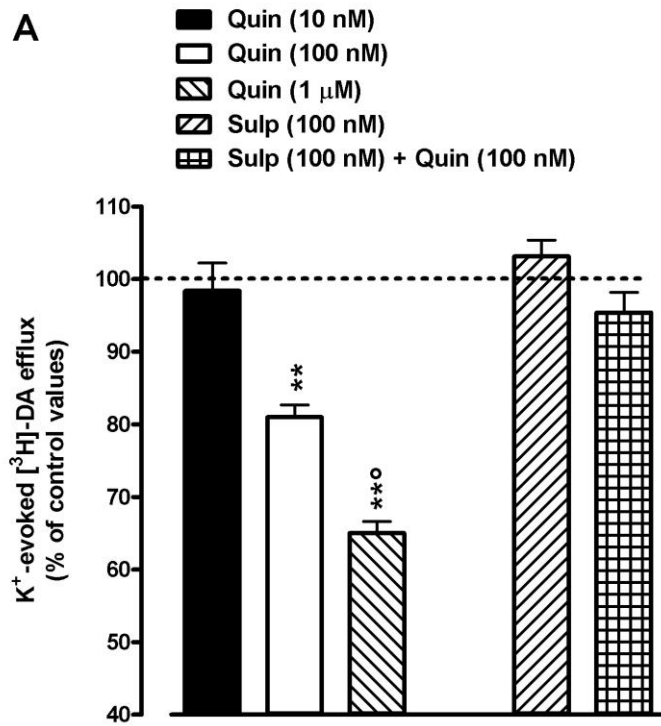 A
Quin (10 nM)
Quin (100 nM)
Quin (1 μM)
Sulp (100 nM)
Sulp (100 nM) + Quin (100 nM)
K⁺-evoked [³H]-DA efflux
(% of control values)
110
100
90
80
70
60
50
40
**
**°